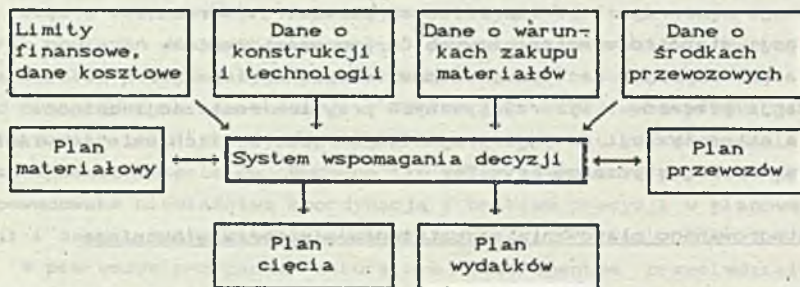 Limity
finansowe,
dane kosztowe
Dane o
konstrukcji
i technologii
Dane o warun-
kach zakupu
materiałów
Dane o
środkach
przewozowych
Plan
materiałowy
System wspomagania decyzji
Plan
przewozów
Plan
cięcia
Plan
wydatków